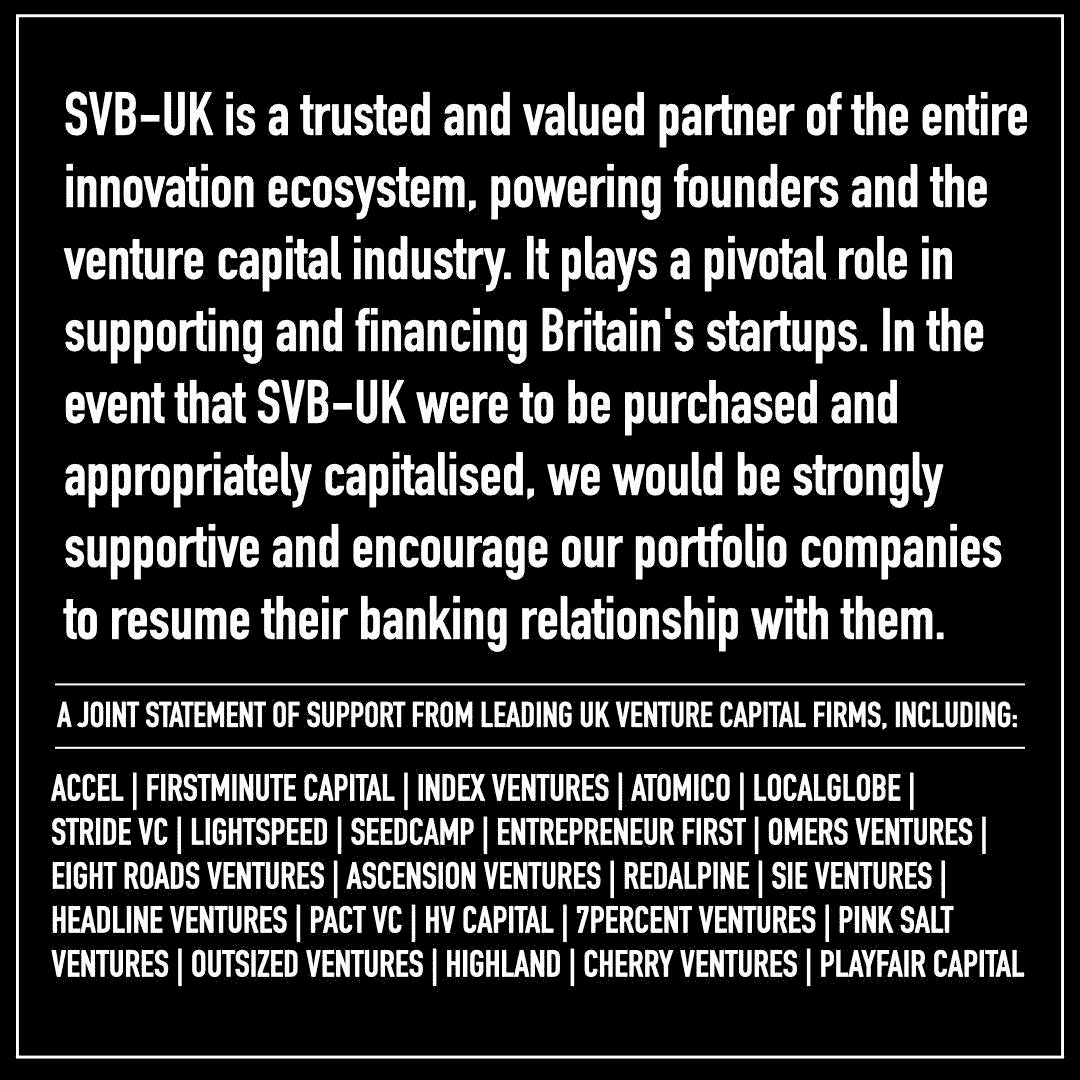 SVB-UK is a trusted and valued partner of the entire
innovation ecosystem, powering founders and the
venture capital industry. It plays a pivotal role in
supporting and financing Britain's startups. In the
event that SVB-UK were to be purchased and
appropriately capitalised, we would be strongly
supportive and encourage our portfolio companies
to resume their banking relationship with them.
A JOINT STATEMENT OF SUPPORT FROM LEADING UK VENTURE CAPITAL FIRMS, INCLUDING:
ACCEL | FIRSTMINUTE CAPITAL | INDEX VENTURES | ATOMICO | LOCALGLOBE |
STRIDE VC | LIGHTSPEED | SEEDCAMP | ENTREPRENEUR FIRST | OMERS VENTURES |
EIGHT ROADS VENTURES | ASCENSION VENTURES | REDALPINE | SIE VENTURES |
HEADLINE VENTURES | PACT VC | HV CAPITAL | 7PERCENT VENTURES | PINK SALT
VENTURES | OUTSIZED VENTURES | HIGHLAND | CHERRY VENTURES | PLAYFAIR CAPITAL